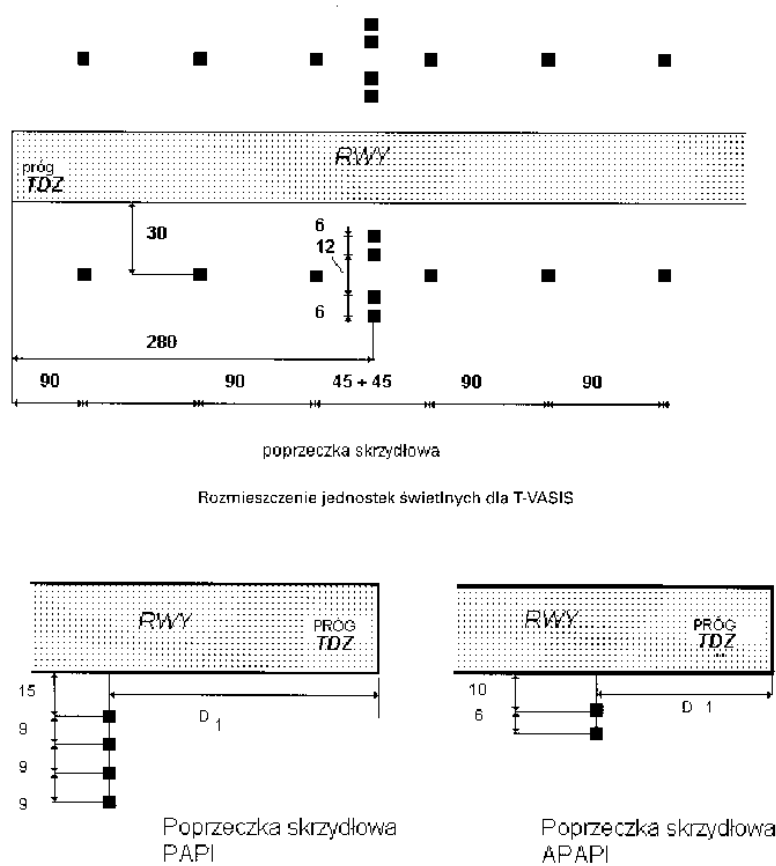 RWY
próg
TDZ
30
6
12
6
280
90 90 45 + 45 90 90
poprzeczka skrzydłowa
Rozmieszczenie jednostek świetlnych dla T-VASIS
RWY
PRÓG
TDZ
15
9
9
9
D 1
Poprzeczka skrzydłowa
PAPI
RWY
PRÓG
TDZ
10
6
D 1
Poprzeczka skrzydłowa
APAPI